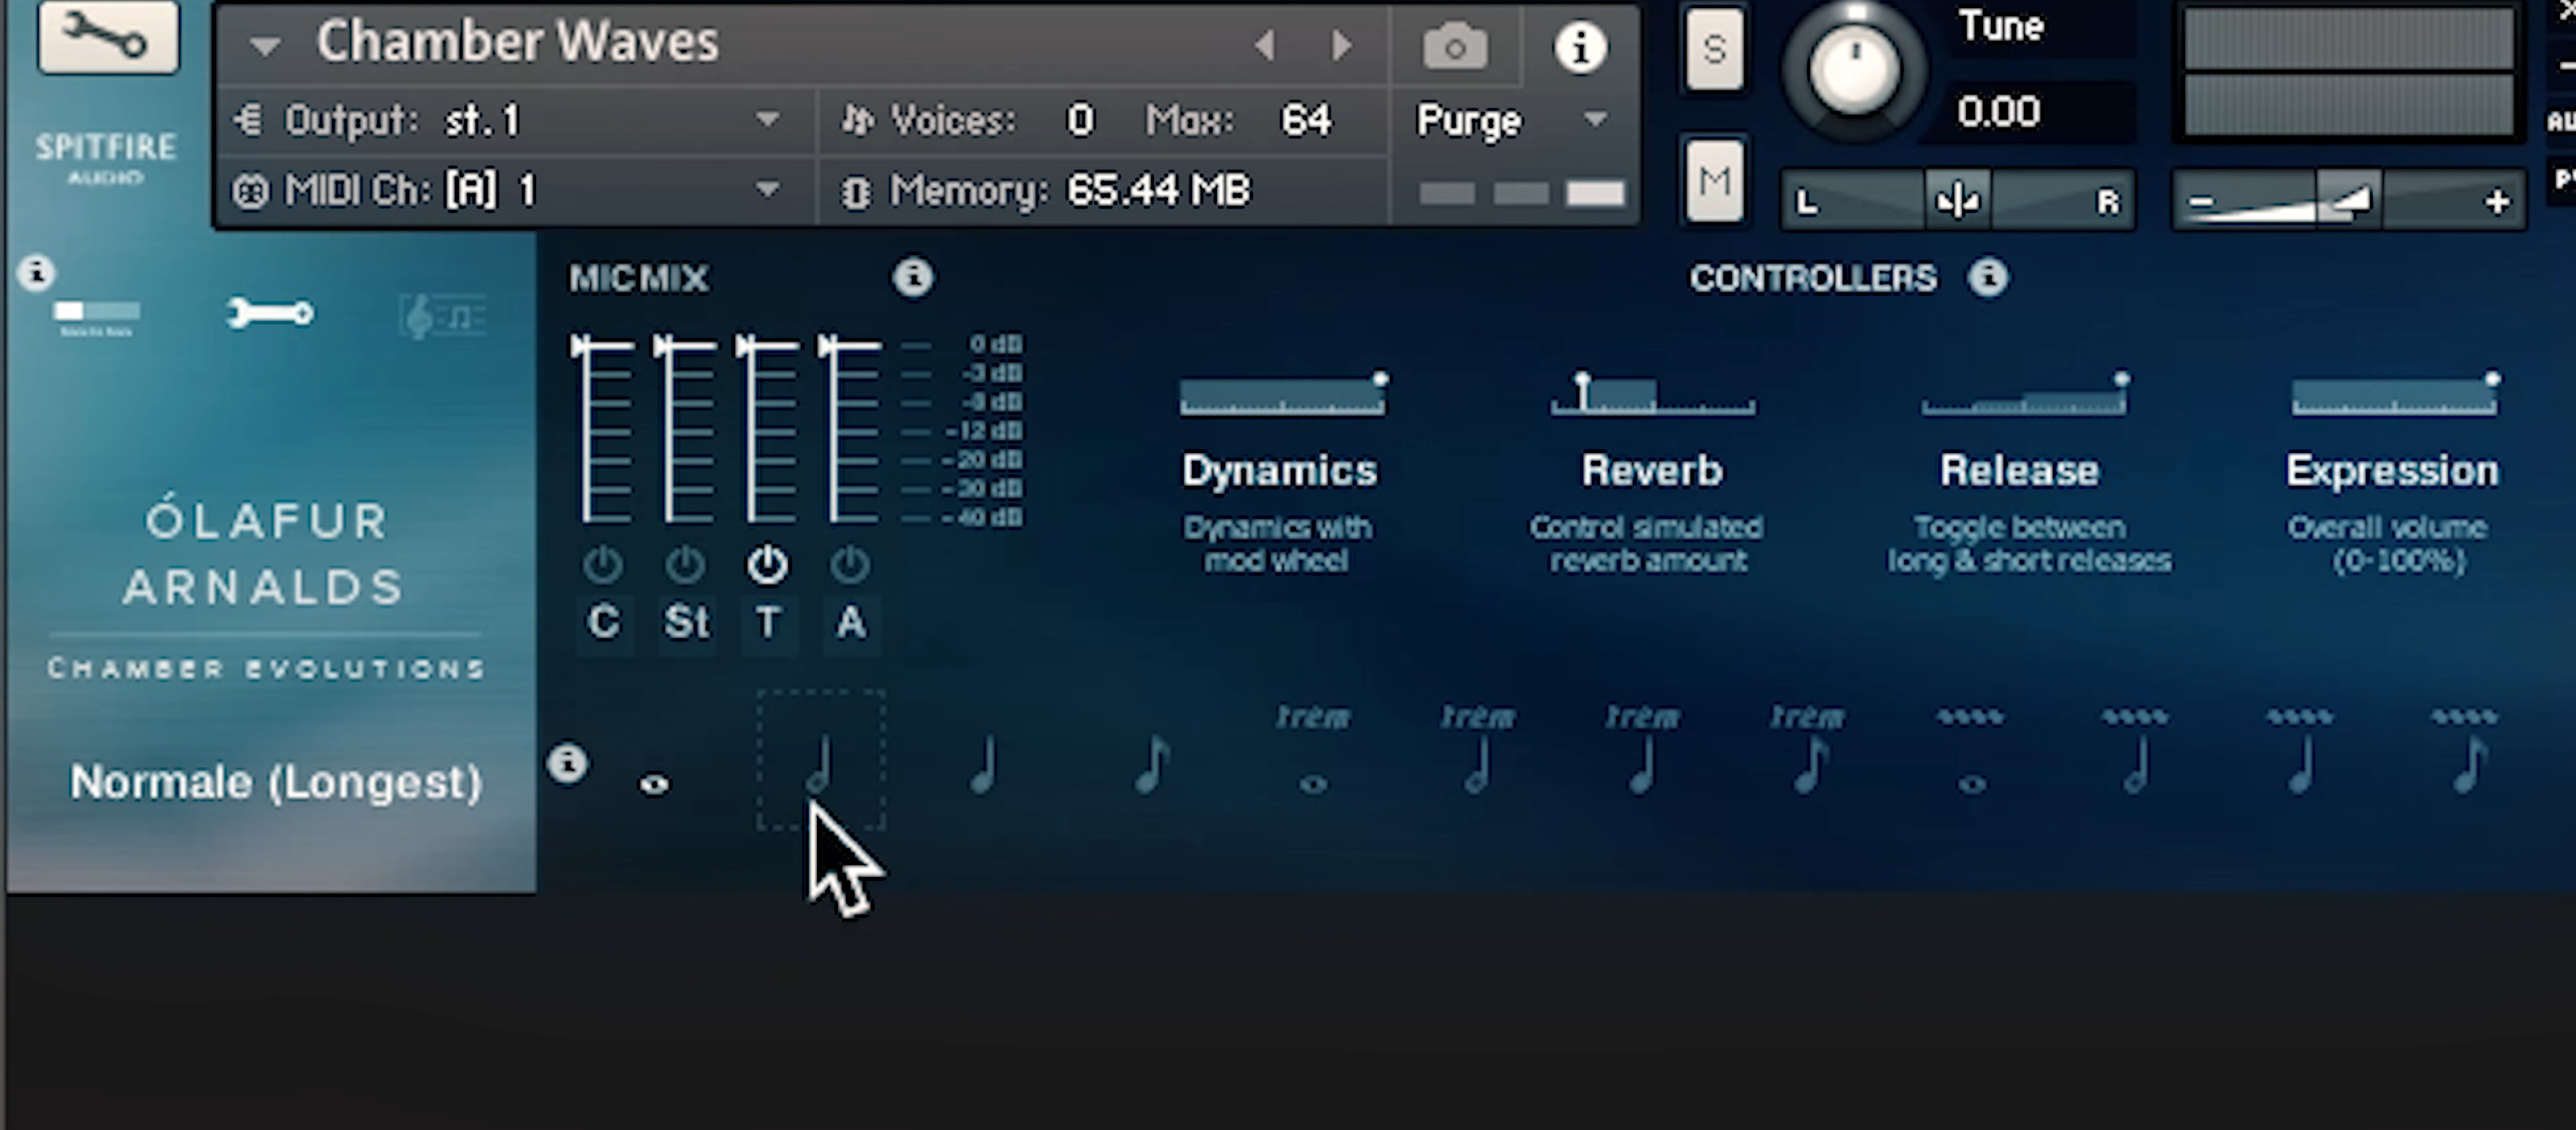 Chamber Waves
Output: st. 1
Voices: 0 Max: 64
Purge
MIDI Ch: [A] 1
Memory: 65.44 MB
S
M
Tune
0.00
L R
- +
SPITFIRE
AUDIO
MIC MIX
CONTROLLERS
0 dB
-3 dB
-12 dB
-20 dB
-30 dB
-40 dB
C St T A
Dynamics
Dynamics with
mod wheel
Reverb
Control simulated
reverb amount
Release
Toggle between
long & short releases
Expression
Overall volume
(0-100%)
ÓLAFUR
ARNALDS
CHAMBER EVOLUTIONS
Normale (Longest)
trem trem trem trem